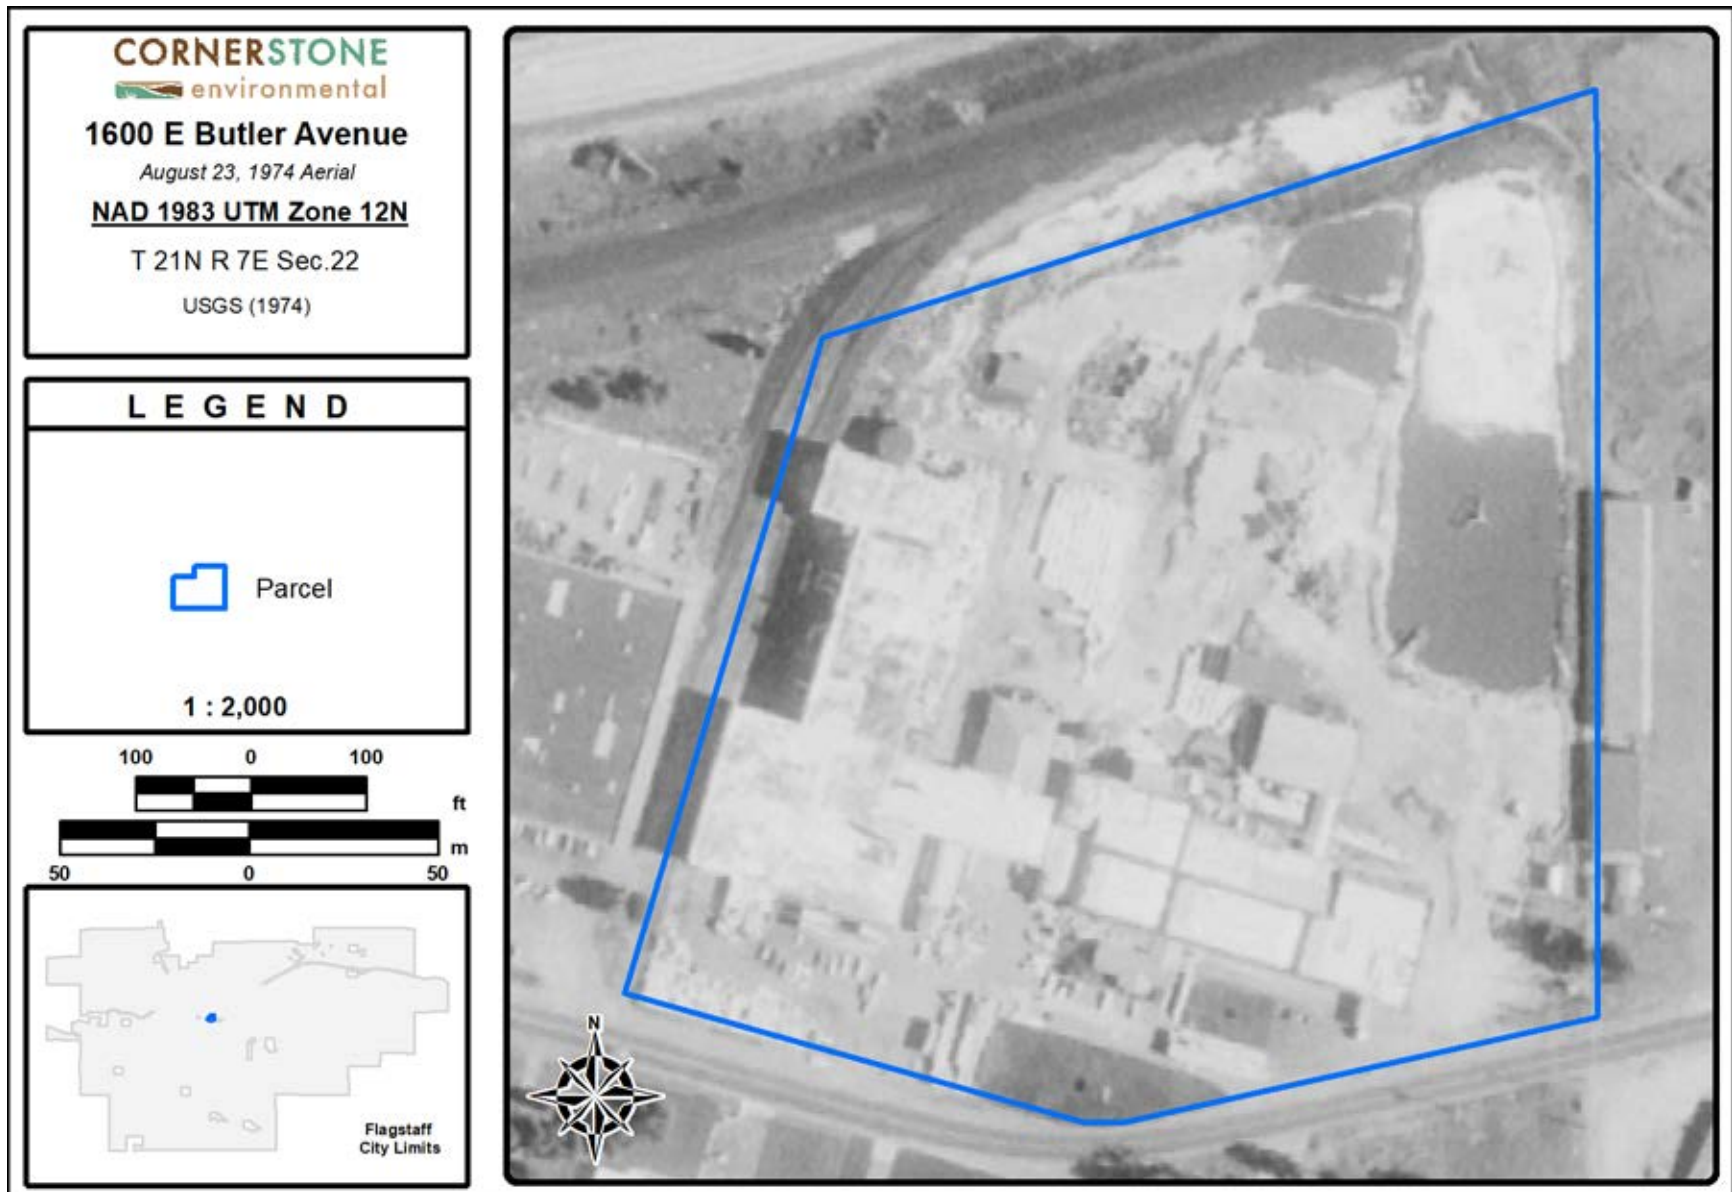 CORNERSTONE
environmental
1600 E Butler Avenue
August 23, 1974 Aerial
NAD 1983 UTM Zone 12N
T 21N R 7E Sec.22
USGS (1974)
LEGEND
Parcel
1 : 2,000
100 0 100
ft
m
50 0 50
Flagstaff
City Limits
N